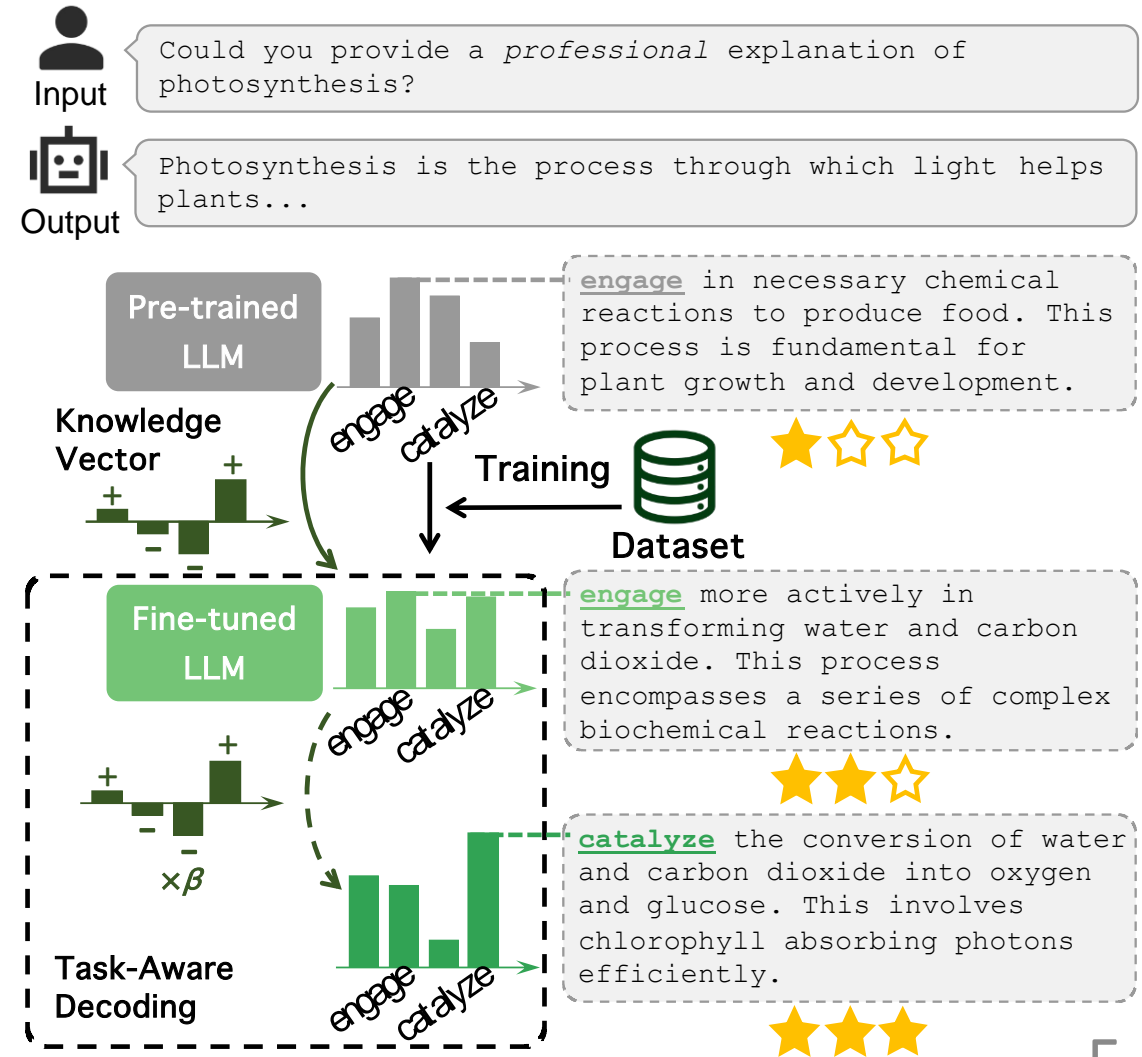 Could you provide a professional explanation of
photosynthesis?
Input
Photosynthesis is the process through which light helps
plants...
Output
Pre-trained
LLM
engage
catalyze
engage in necessary chemical
reactions to produce food. This
process is fundamental for
plant growth and development.
Knowledge
Vector
+
+
−
−
Training
Dataset
Fine-tuned
LLM
engage
catalyze
engage more actively in
transforming water and carbon
dioxide. This process
encompasses a series of complex
biochemical reactions.
+
+
−
−
×β
Task-Aware
Decoding
engage
catalyze
catalyze the conversion of water
and carbon dioxide into oxygen
and glucose. This involves
chlorophyll absorbing photons
efficiently.